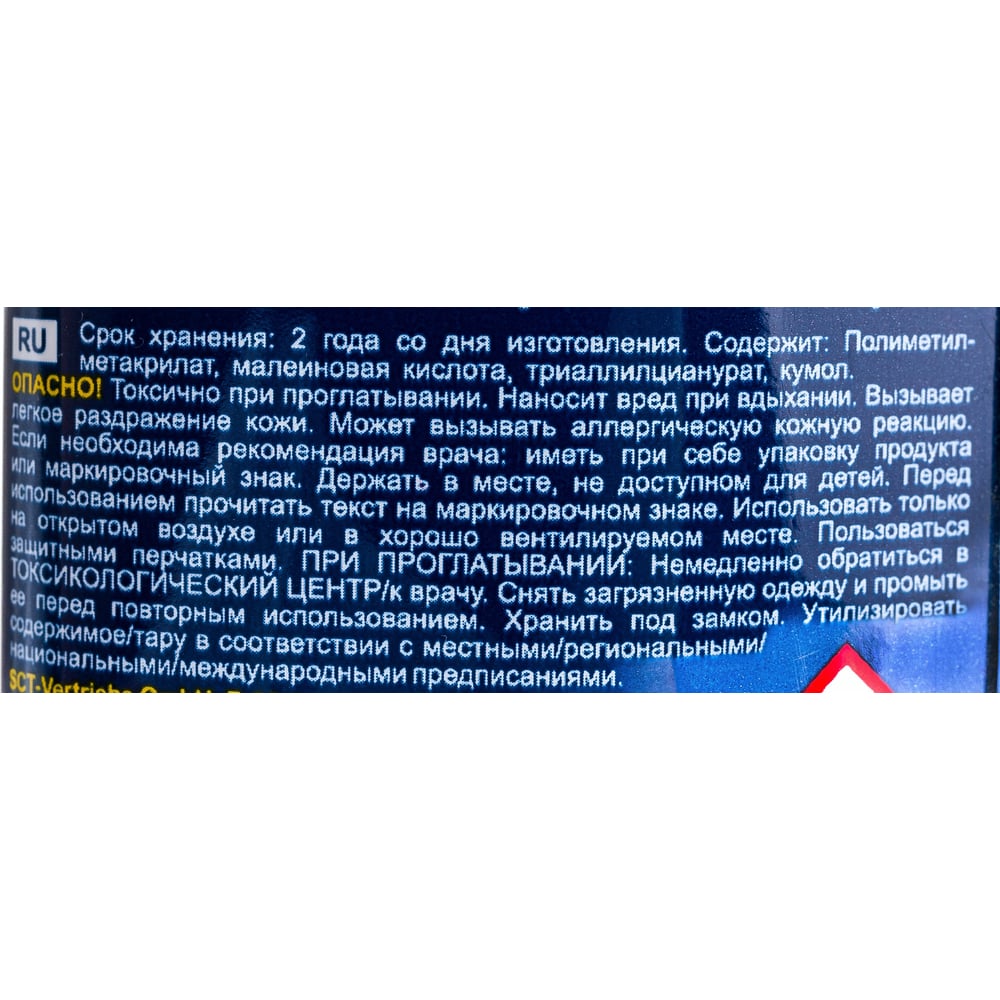 RU Срок хранения: 2 года со дня изготовления. Содержит: Полиметил-
метакрилат, малеиновая кислота, триаллилцианурат, кумол.
ОПАСНО! Токсично при проглатывании. Наносит вред при вдыхании. Вызывает
легкое раздражение кожи. Может вызывать аллергическую кожную реакцию.
Если необходима рекомендация врача: иметь при себе упаковку продукта
или маркировочный знак. Держать в месте, не доступном для детей. Перед
использованием прочитать текст на маркировочном знаке. Использовать только
на открытом воздухе или в хорошо вентилируемом месте. Пользоваться
защитными перчатками. ПРИ ПРОГЛАТЫВАНИИ: Немедленно обратиться в
ТОКСИКОЛОГИЧЕСКИЙ ЦЕНТР/к врачу. Снять загрязненную одежду и промыть
ее перед повторным использованием. Хранить под замком. Утилизировать
содержимое/тару в соответствии с местными/региональными/
национальными/международными предписаниями.
SCT-Vertriebs